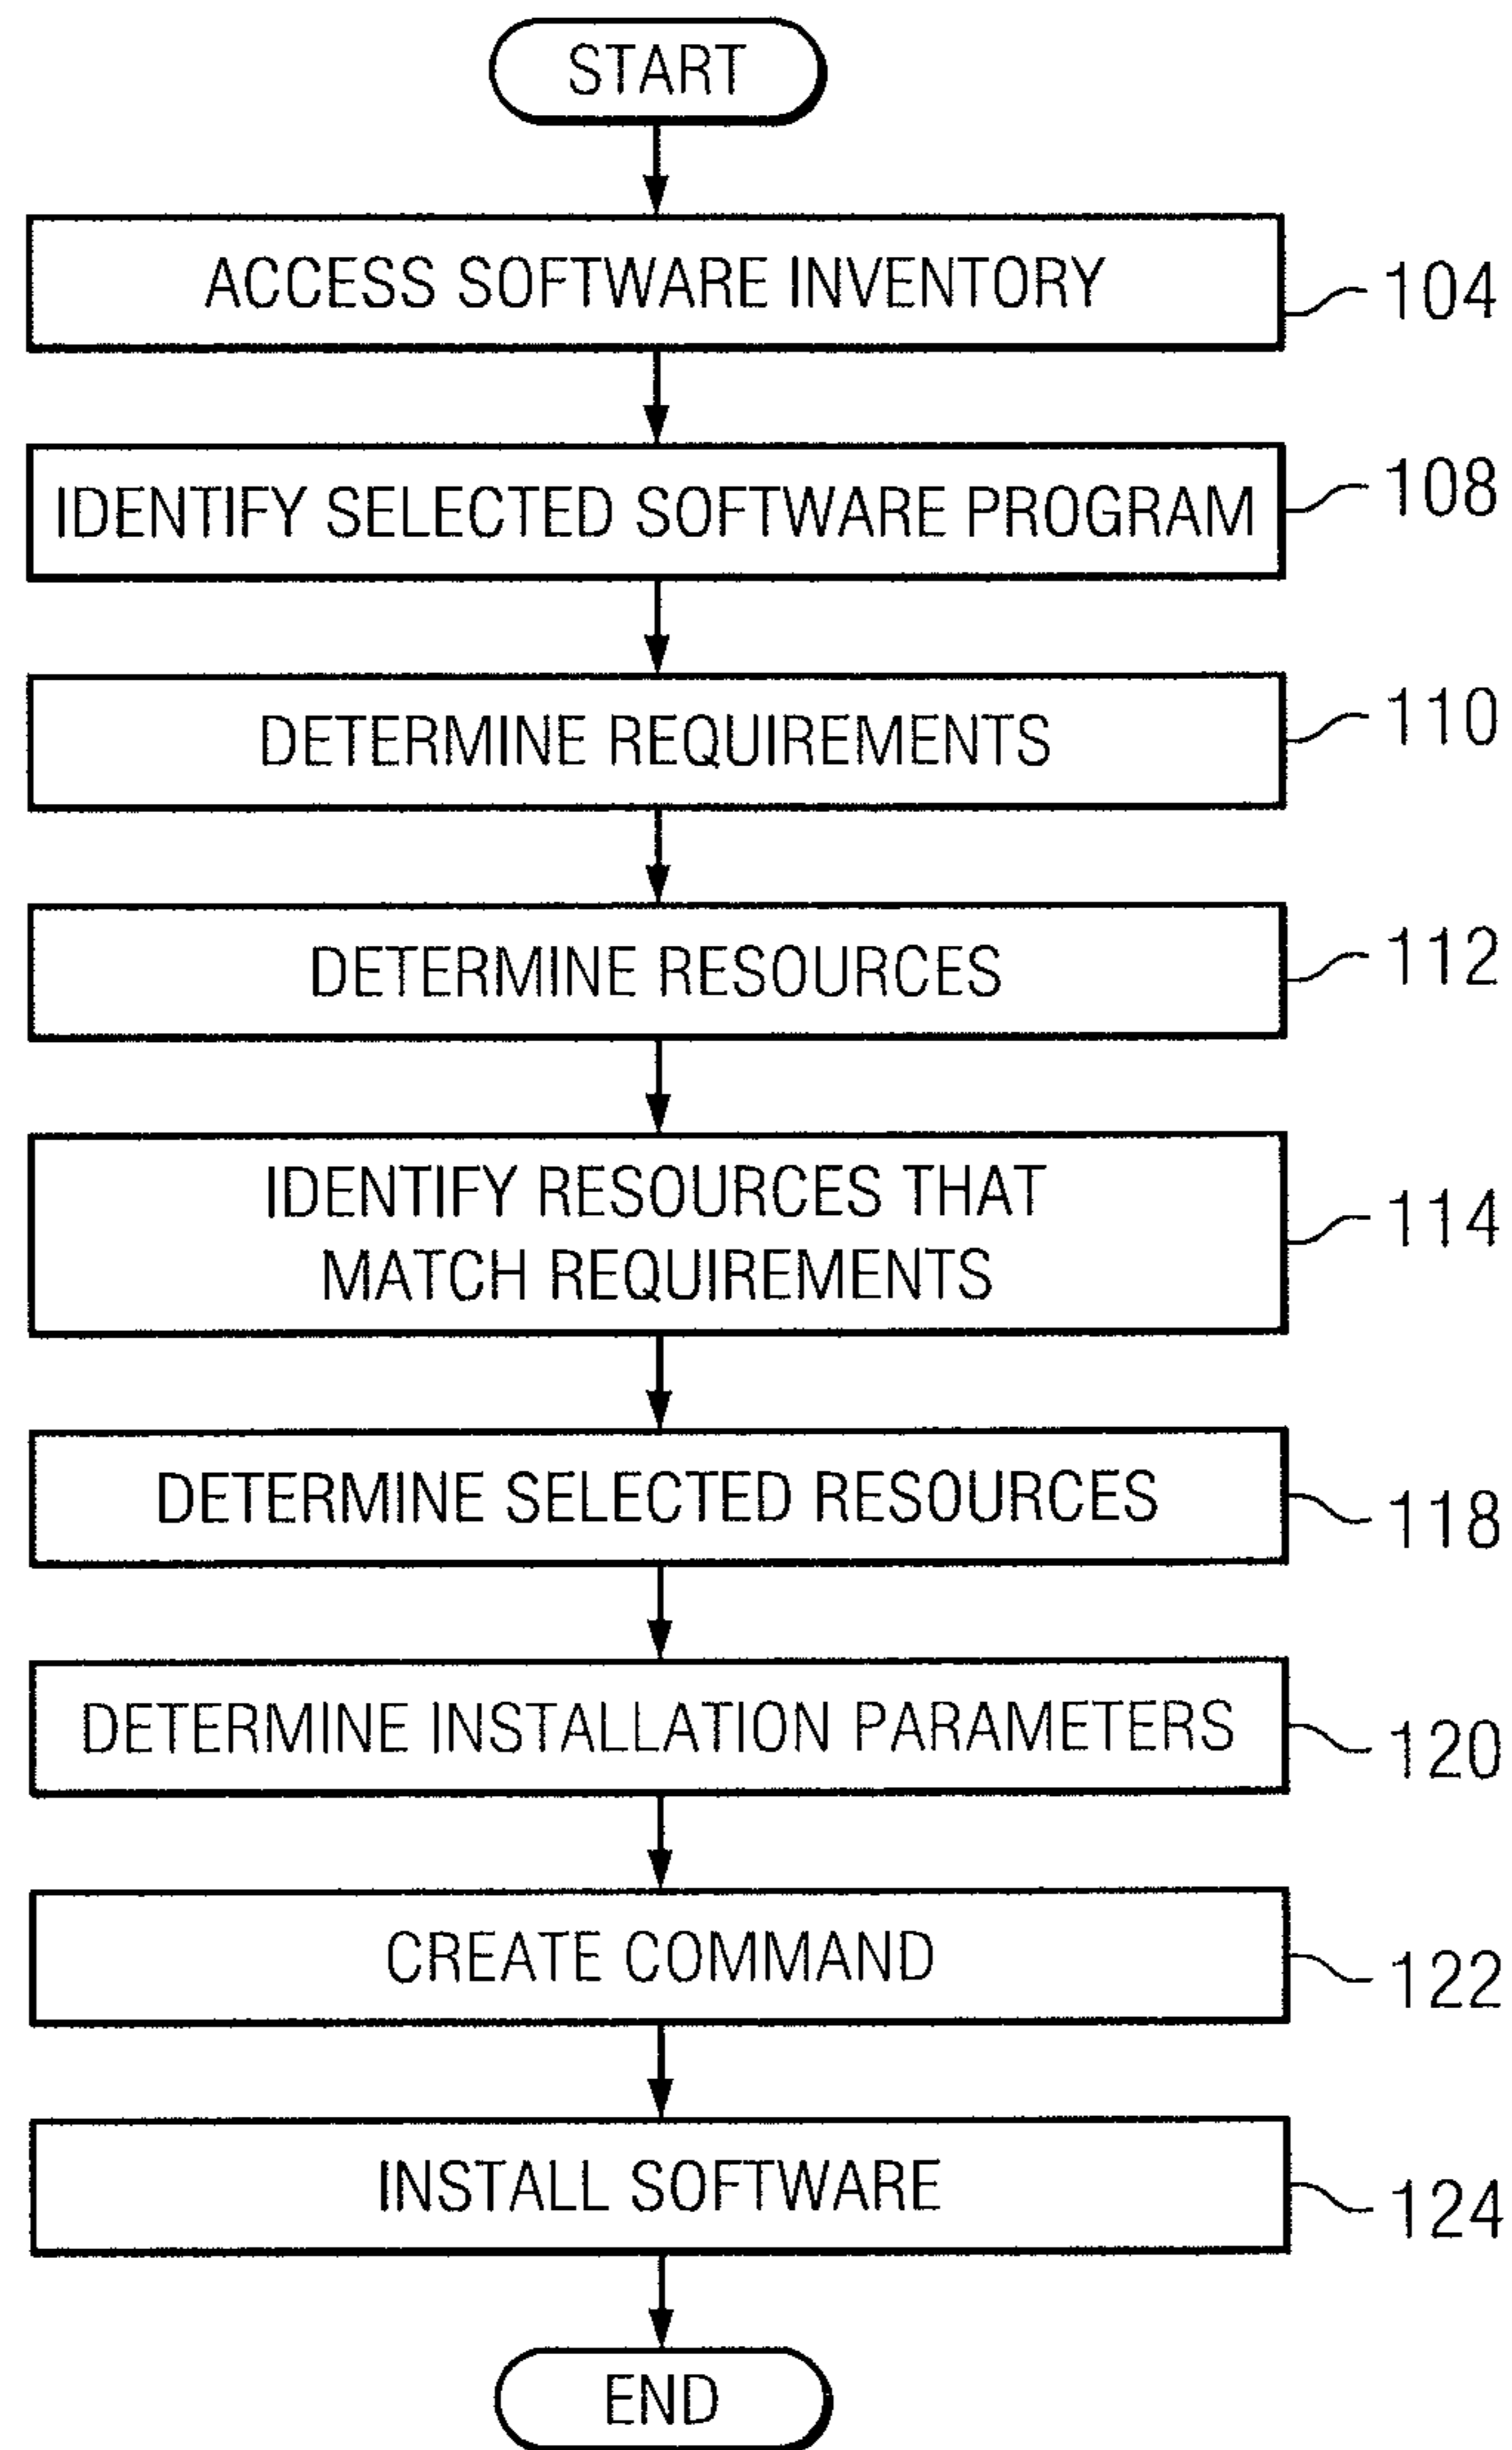 START
ACCESS SOFTWARE INVENTORY
104
IDENTIFY SELECTED SOFTWARE PROGRAM
108
DETERMINE REQUIREMENTS
110
DETERMINE RESOURCES
112
IDENTIFY RESOURCES THAT
MATCH REQUIREMENTS
114
DETERMINE SELECTED RESOURCES
118
DETERMINE INSTALLATION PARAMETERS
120
CREATE COMMAND
122
INSTALL SOFTWARE
124
END